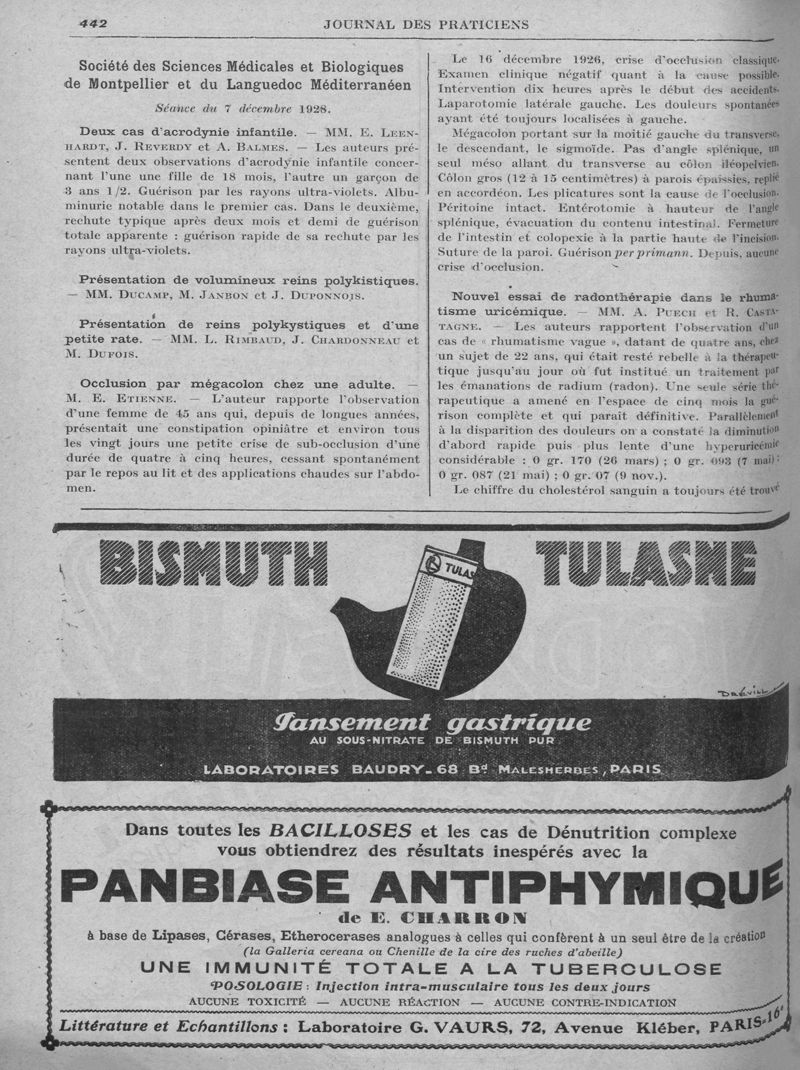 442
JOURNAL DES PRATICIENS
Société des Sciences Médicales et Biologiques
de Montpellier et du Languedoc Méditerranéen
Séance du 7 décembre 1928.
Deux cas d'acrodynie infantile. — MM. E. LEEN-
HARDT, J. REVERDY et A. BALMES. — Les auteurs pré-
sentent deux observations d'acrodynie infantile concer-
nant l'une une fille de 18 mois, l'autre un garçon de
3 ans 1/2. Guérison par les rayons ultra-violets. Albu-
minurie notable dans le premier cas. Dans le deuxième,
rechute typique après deux mois et demi de guérison
totale apparente : guérison rapide de sa rechute par les
rayons ultra-violets.
Présentation de volumineux reins polykistiques.
— MM. DUCAMP, M. JANBON et J. DUPONNOIS.
Présentation de reins polykystiques et d'une
petite rate. — MM. L. RIMBAUD, J. CHARDONNEAU et
M. DUFOIS.
Occlusion par mégacolon chez une adulte. —
M. E. ETIENNE. — L'auteur rapporte l'observation
d'une femme de 45 ans qui, depuis de longues années,
présentait une constipation opiniâtre et environ tous
les vingt jours une petite crise de sub-occlusion d'une
durée de quatre à cinq heures, cessant spontanément
par le repos au lit et des applications chaudes sur l'abdo-
men.
Le 16 décembre 1926, crise d'occlusion classique.
Examen clinique négatif quant à la cause possible.
Intervention dix heures après le début des accidents.
Laparotomie latérale gauche. Les douleurs spontanées
ayant été toujours localisées à gauche.
Mégacolon portant sur la moitié gauche du transverse,
le descendant, le sigmoïde. Pas d'angle splénique, un
seul méso allant du transverse au côlon iléopelvien.
Côlon gros (12 à 15 centimètres) à parois épaissies, replié
en accordéon. Les plicatures sont la cause de l'occlusion.
Péritoine intact. Entérotomie à hauteur de l'angle
splénique, évacuation du contenu intestinal. Fermeture
de l'intestin et colopexie à la partie haute de l'incision.
Suture de la paroi. Guérison per primann. Depuis, aucune
crise d'occlusion.
Nouvel essai de radonthérapie dans le rhuma-
tisme uricémique. — MM. A. PUECH et R. CASTA-
TAGNE. — Les auteurs rapportent l'observation d'un
cas de « rhumatisme vague », datant de quatre ans, chez
un sujet de 22 ans, qui était resté rebelle à la thérapeu-
tique jusqu'au jour où fut institué un traitement par
les émanations de radium (radon). Une seule série thé-
rapeutique a amené en l'espace de cinq mois la gué-
rison complète et qui paraît définitive. Parallèlement
à la disparition des douleurs on a constaté la diminution
d'abord rapide puis plus lente d'une hyperuricémie
considérable : 0 gr. 170 (26 mars) ; 0 gr. 093 (7 mai) ;
0 gr. 087 (21 mai) ; 0 gr. 07 (9 nov.).
Le chiffre du cholestérol sanguin a toujours été trouvé
BISMUTH TULASNE
TULAS
DRÉVILL
Pansement gastrique
AU SOUS-NITRATE DE BISMUTH PUR
LABORATOIRES BAUDRY_68 Bd MALESHERBES, PARIS
Dans toutes les BACILLOSES et les cas de Dénutrition complexe
vous obtiendrez des résultats inespérés avec la
PANBIASE ANTIPHYMIQUE
de E. CHARRON
à base de Lipases, Cérases, Etherocerases analogues à celles qui confèrent à un seul être de la création
(la Galleria cereana ou Chenille de la cire des ruches d'abeille)
UNE IMMUNITÉ TOTALE A LA TUBERCULOSE
POSOLOGIE : Injection intra-musculaire tous les deux jours
AUCUNE TOXICITÉ — AUCUNE RÉACTION — AUCUNE CONTRE-INDICATION
Littérature et Echantillons : Laboratoire G. VAURS, 72, Avenue Kléber, PARIS-16e